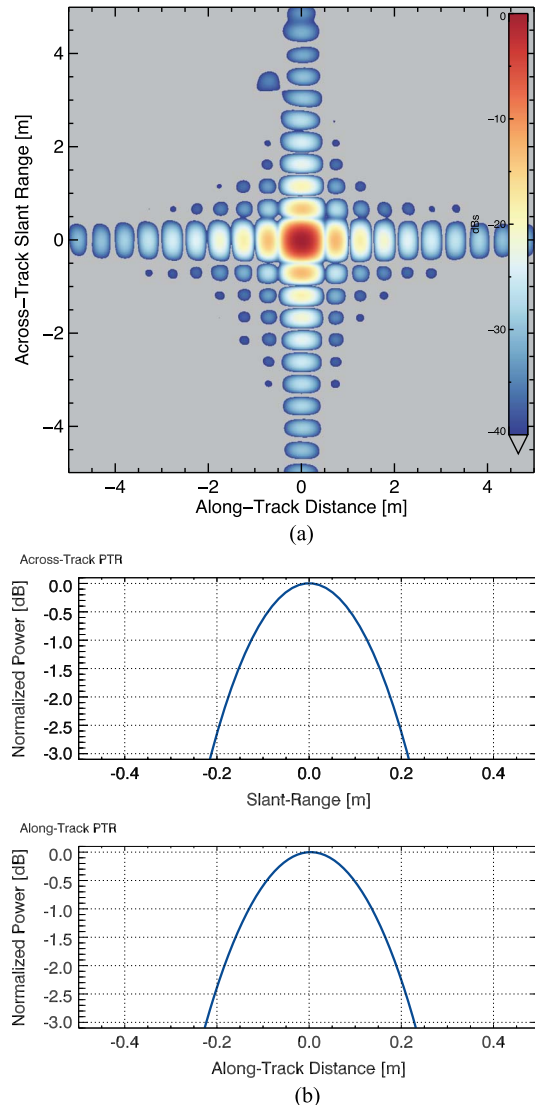 4
2
0
−2
−4
Across−Track Slant Range [m]
−4 −2 0 2 4
Along−Track Distance [m]
0
−10
−20
−30
−40
dBs
(a)
Across-Track PTR
0.0
-0.5
-1.0
-1.5
-2.0
-2.5
-3.0
Normalized Power [dB]
-0.4 -0.2 0.0 0.2 0.4
Slant-Range [m]
Along-Track PTR
0.0
-0.5
-1.0
-1.5
-2.0
-2.5
-3.0
Normalized Power [dB]
-0.4 -0.2 0.0 0.2 0.4
Along-Track Distance [m]
(b)